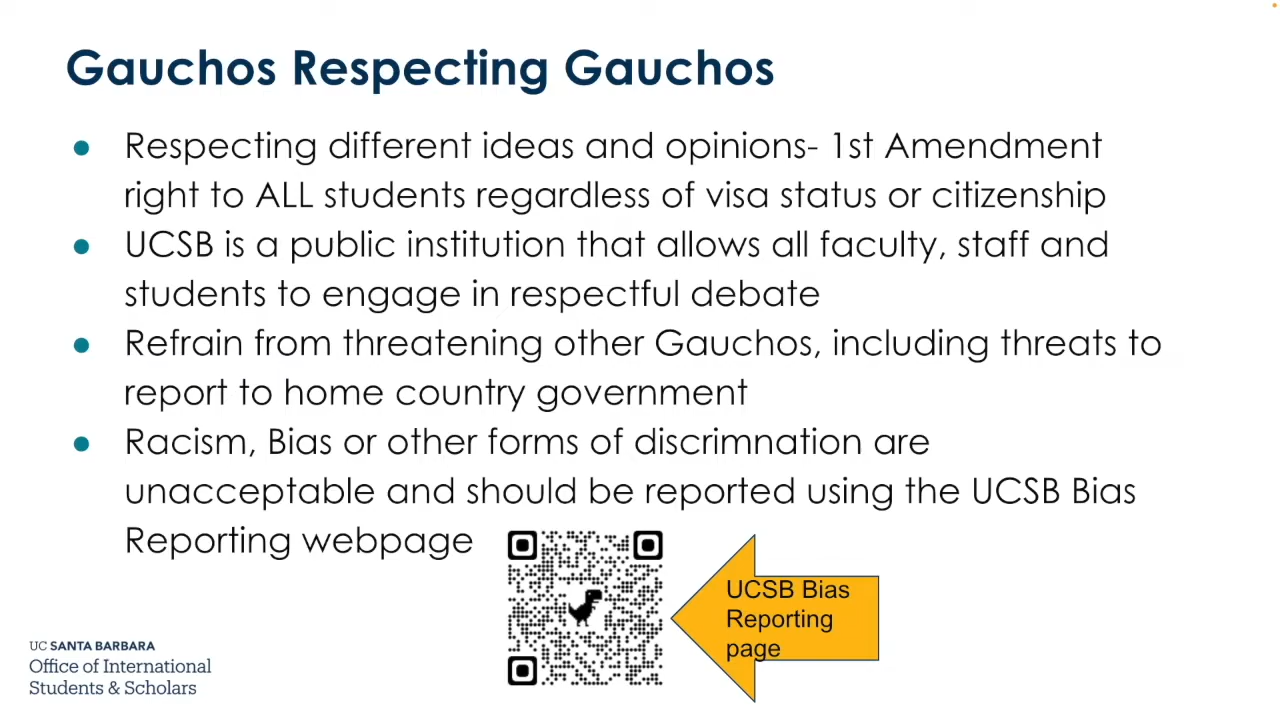 Gauchos Respecting Gauchos
● Respecting different ideas and opinions- 1st Amendment
right to ALL students regardless of visa status or citizenship
● UCSB is a public institution that allows all faculty, staff and
students to engage in respectful debate
● Refrain from threatening other Gauchos, including threats to
report to home country government
● Racism, Bias or other forms of discrimnation are
unacceptable and should be reported using the UCSB Bias
Reporting webpage
UCSB Bias
Reporting
page
UC SANTA BARBARA
Office of International
Students & Scholars